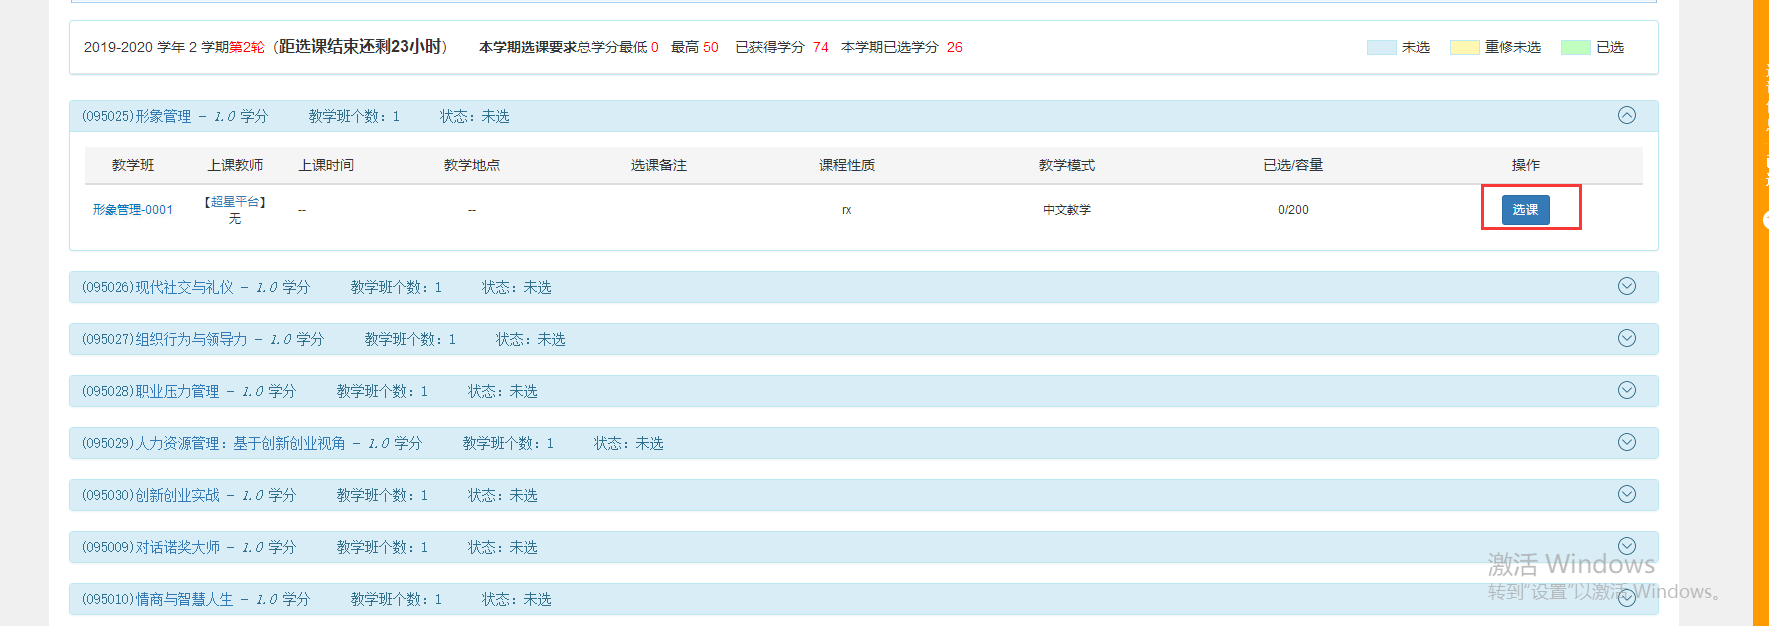 2019-2020 学年 2 学期第2轮（距选课结束还剩23小时） 本学期选课要求总学分最低 0 最高 50 已获得学分 74 本学期已选学分 26 未选 重修未选 已选
(095025)形象管理 - 1.0 学分 教学班个数：1 状态：未选
教学班 上课教师 上课时间 教学地点 选课备注 课程性质 教学模式 已选/容量 操作
形象管理-0001 【超星平台】无 -- -- rx 中文教学 0/200 选课
(095026)现代社交与礼仪 - 1.0 学分 教学班个数：1 状态：未选
(095027)组织行为与领导力 - 1.0 学分 教学班个数：1 状态：未选
(095028)职业压力管理 - 1.0 学分 教学班个数：1 状态：未选
(095029)人力资源管理：基于创新创业视角 - 1.0 学分 教学班个数：1 状态：未选
(095030)创新创业实战 - 1.0 学分 教学班个数：1 状态：未选
(095009)对话诺奖大师 - 1.0 学分 教学班个数：1 状态：未选
(095010)情商与智慧人生 - 1.0 学分 教学班个数：1 状态：未选
激活 Windows
转到"设置"以激活 Windows。